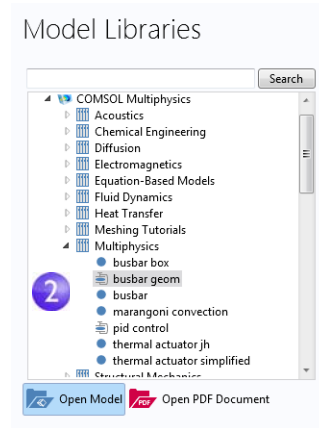 Model Libraries
Search
COMSOL Multiphysics
Acoustics
Chemical Engineering
Diffusion
Electromagnetics
Equation-Based Models
Fluid Dynamics
Heat Transfer
Meshing Tutorials
Multiphysics
busbar box
2
busbar geom
busbar
marangoni convection
pid control
thermal actuator jh
thermal actuator simplified
Structural Mechanics
Open Model
PDF
Open PDF Document